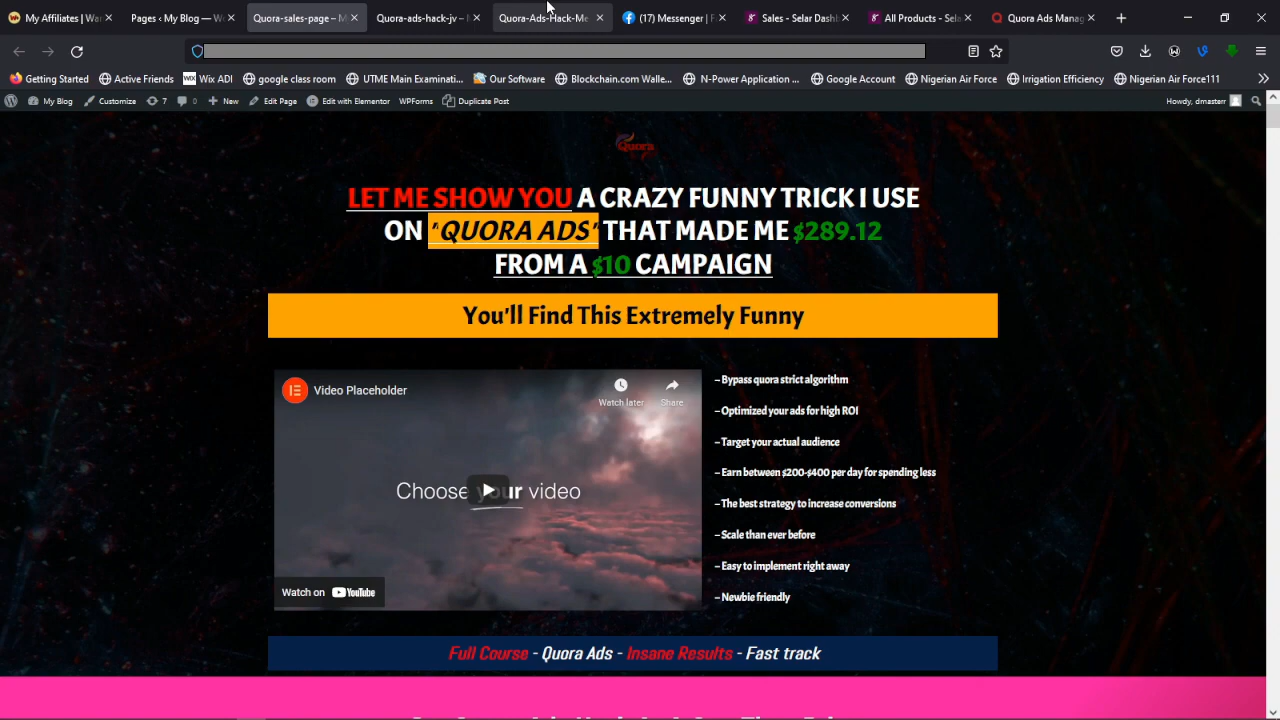 My Affiliates | War
Pages ‹ My Blog — W
Quora-sales-page – M
Quora-ads-hack-jv –
Quora-Ads-Hack-Me
(17) Messenger | F
Sales - Selar Dashb
All Products - Sela
Quora Ads Manag
Getting Started
Active Friends
WIX Wix ADI
google class room
UTME Main Examinati...
Our Software
Blockchain.com Walle...
N-Power Application ...
Google Account
Nigerian Air Force
Irrigation Efficiency
Nigerian Air Force111
My Blog
Customize
7
0
New
Edit Page
Edit with Elementor
WPForms
Duplicate Post
Howdy, dmasterr
Quora
LET ME SHOW YOU A CRAZY FUNNY TRICK I USE
ON "QUORA ADS" THAT MADE ME $289.12
FROM A $10 CAMPAIGN
You'll Find This Extremely Funny
Video Placeholder
Watch later
Share
Choose your video
Watch on YouTube
– Bypass quora strict algorithm
– Optimized your ads for high ROI
– Target your actual audience
– Earn between $200-$400 per day for spending less
– The best strategy to increase conversions
– Scale than ever before
– Easy to implement right away
– Newbie friendly
Full Course - Quora Ads - Insane Results - Fast track